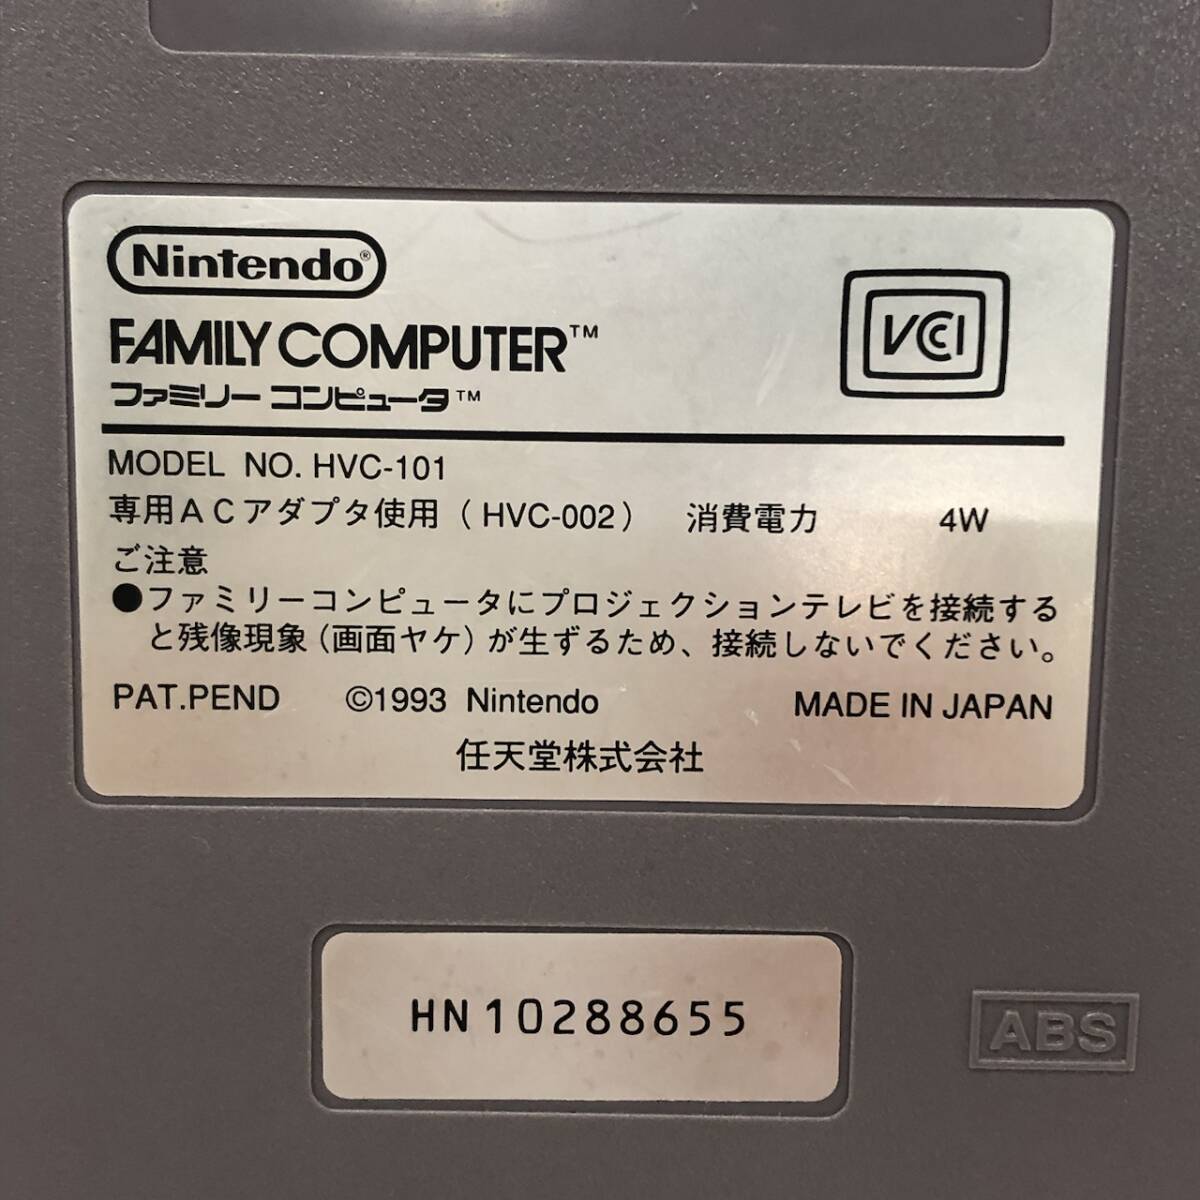 Nintendo®
FAMILY COMPUTER™
ファミリー コンピュータ™
VCCI
MODEL NO. HVC-101
専用ACアダプタ使用(HVC-002) 消費電力 4W
ご注意
●ファミリーコンピュータにプロジェクションテレビを接続する
と残像現象(画面ヤケ)が生ずるため、接続しないでください。
PAT.PEND ©1993 Nintendo MADE IN JAPAN
任天堂株式会社
HN10288655
ABS